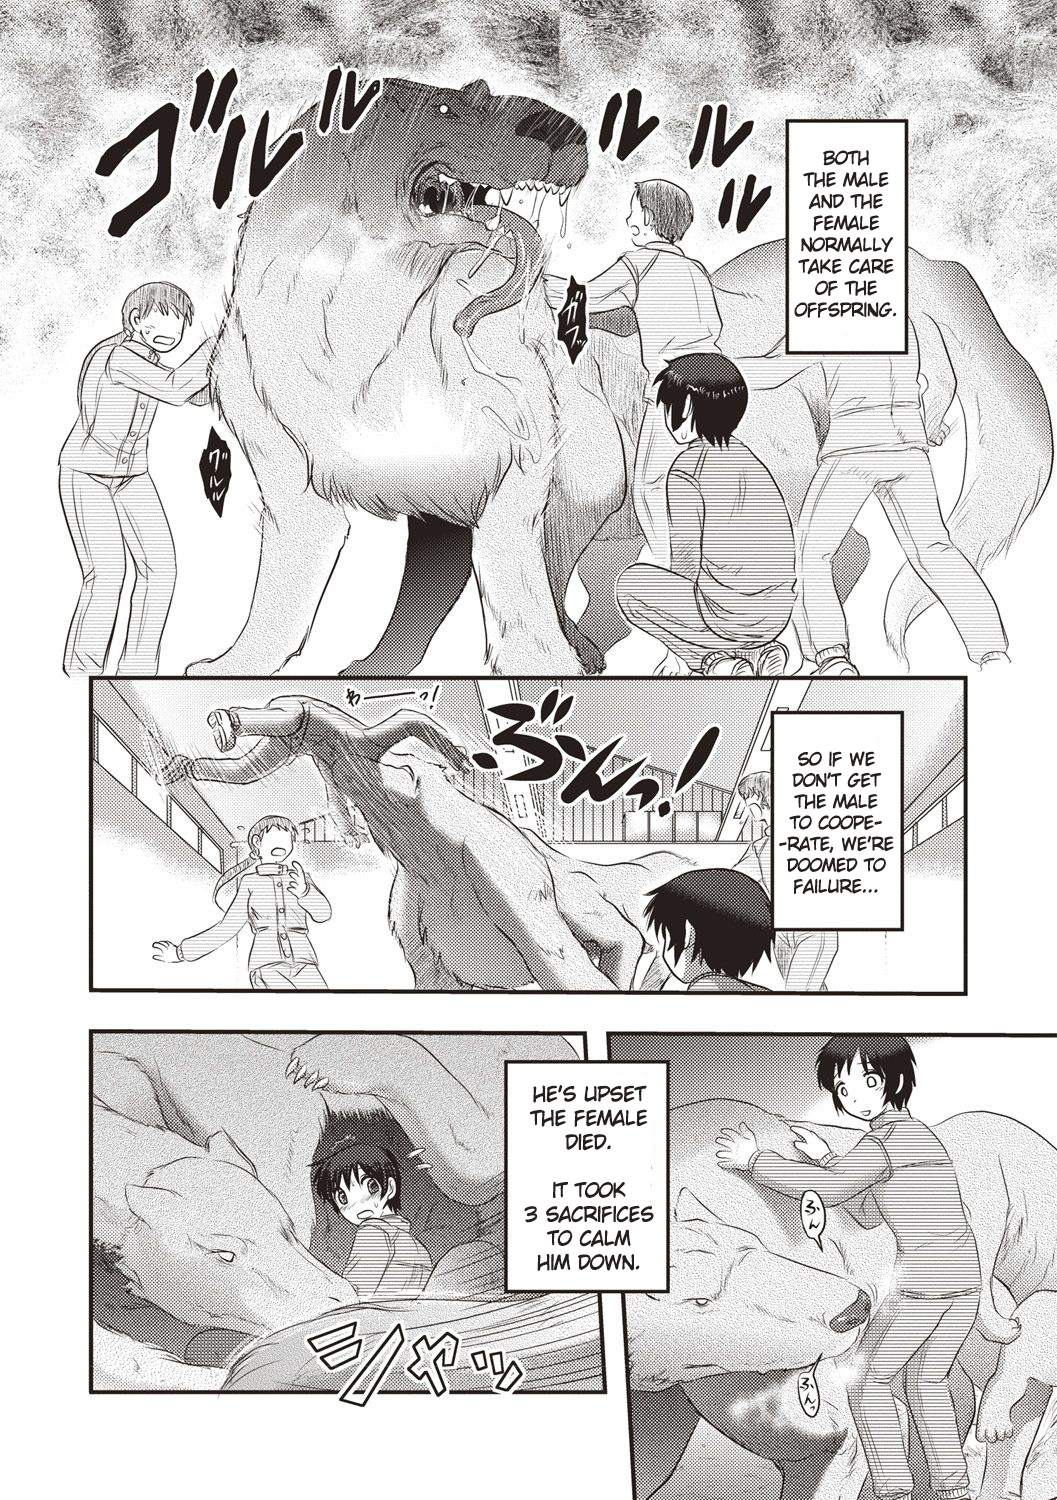 BOTH
THE MALE
AND THE
FEMALE
NORMALLY
TAKE CARE
OF THE
OFFSPRING.
ゴルルルルル
ガフッ
グルル
SO IF WE
DON'T GET
THE MALE
TO COOPE-
-RATE, WE'RE
DOOMED TO
FAILURE...
ぶんっ!
わーーっ!
HE'S UPSET
THE FEMALE
DIED.
IT TOOK
3 SACRIFICES
TO CALM
HIM DOWN.
シャッ
ふんっ
ふんっ